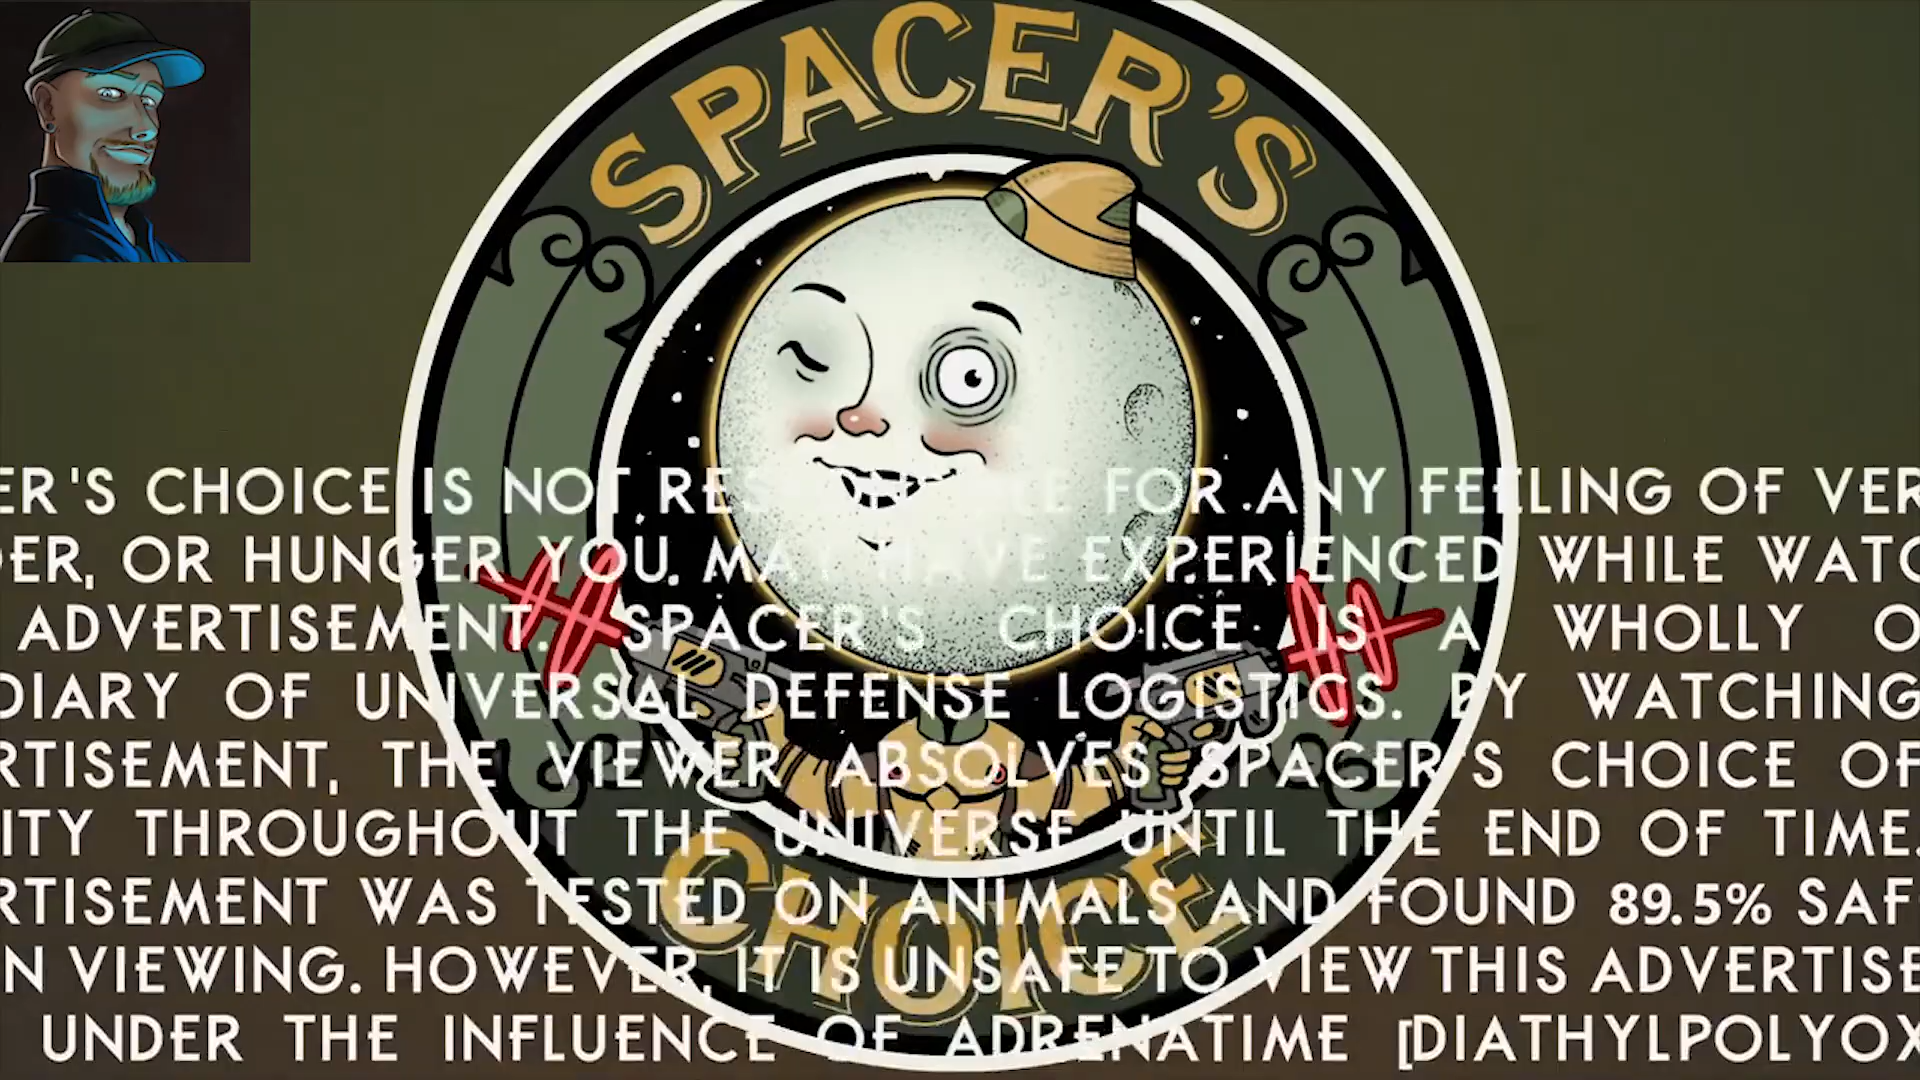 SPACER'S
ER'S CHOICE IS NOT FOR ANY FEELING OF VER
DER, OR HUNGER YOU MAY HAVE EXPERIENCED WHILE WATC
ADVERTISEMENT. SPACER'S CHOICE IS A WHOLLY O
DIARY OF UNIVERSAL DEFENSE LOGISTICS. BY WATCHING
RTISEMENT, THE VIEWER ABSOLVES SPACER'S CHOICE OF
ITY THROUGHOUT THE UNIVERSE UNTIL THE END OF TIME.
RTISEMENT WAS TESTED ON ANIMALS AND FOUND 89.5% SAF
N VIEWING. HOWEVER, IT IS UNSAFE TO VIEW THIS ADVERTISE
UNDER THE INFLUENCE OF ADRENATIME [DIATHYLPOLYOX
CHOICE